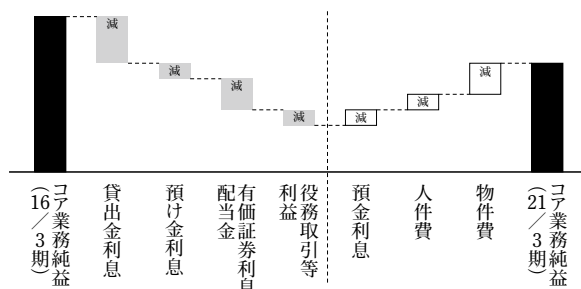 減
減
減
減
減
減
減
コア業務純益
（16／3期）
貸出金利息
預け金利息
有価証券利息
配当金
役務取引等
利益
預金利息
人件費
物件費
コア業務純益
（21／3期）